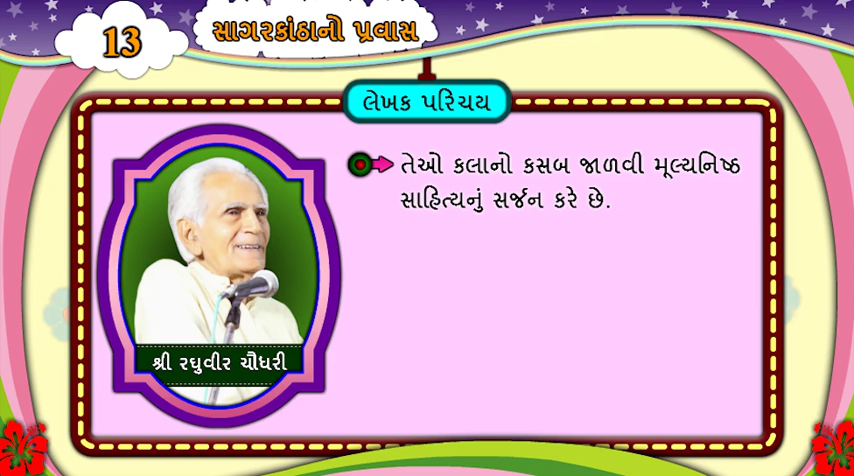 13
સાગરકાંઠાનો પ્રવાસ
લેખક પરિચય
તેઓ કલાનો કસબ જાળવી મૂલ્યનિષ્ઠ
સાહિત્યનું સર્જન કરે છે.
શ્રી રઘુવીર ચૌધરી